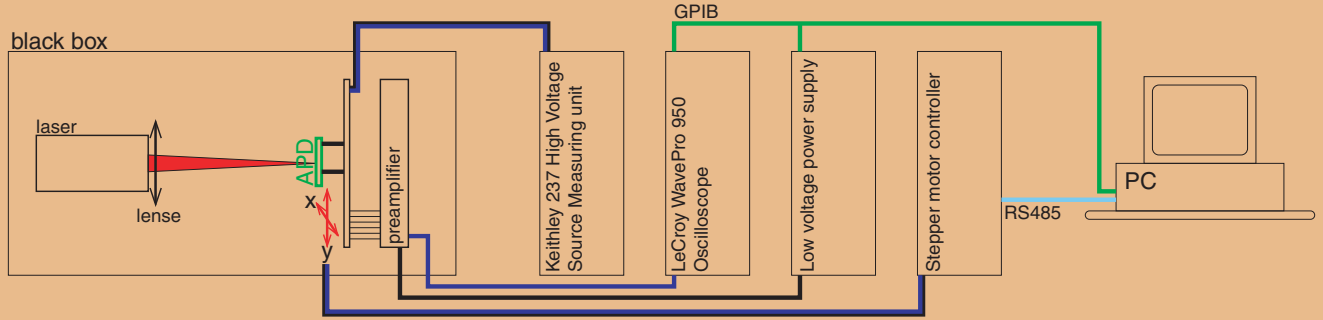 GPIB
black box
laser
lense
APD
x
y
preamplifier
Keithley 237 High Voltage
Source Measuring unit
LeCroy WavePro 950
Oscilloscope
Low voltage power supply
Stepper motor controller
RS485
PC